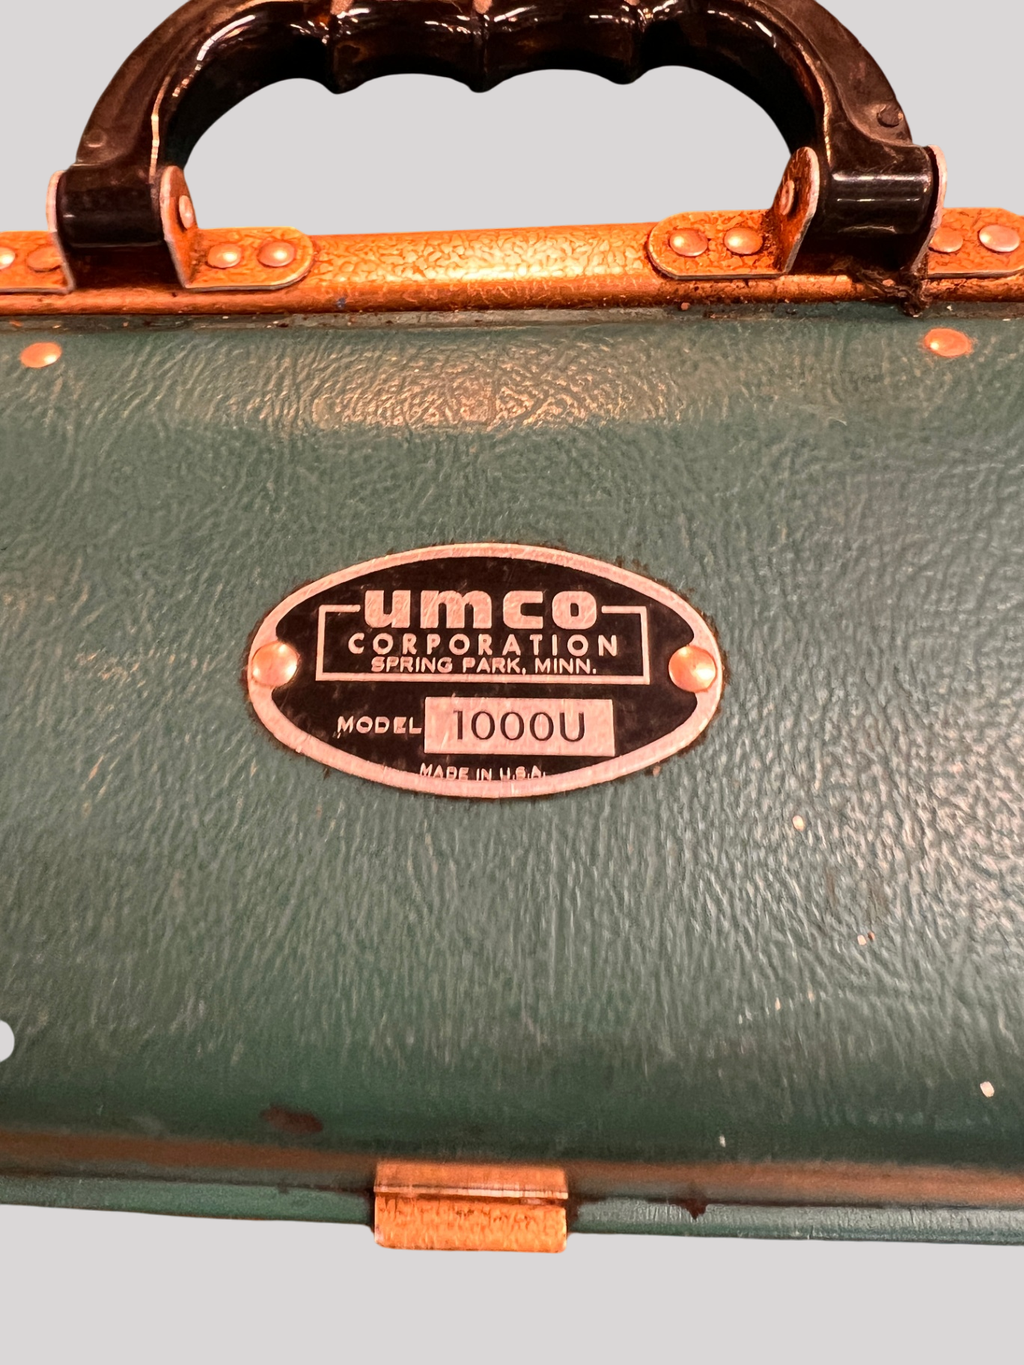 umco
CORPORATION
SPRING PARK, MINN.
MODEL 1000U
MADE IN U.S.A.